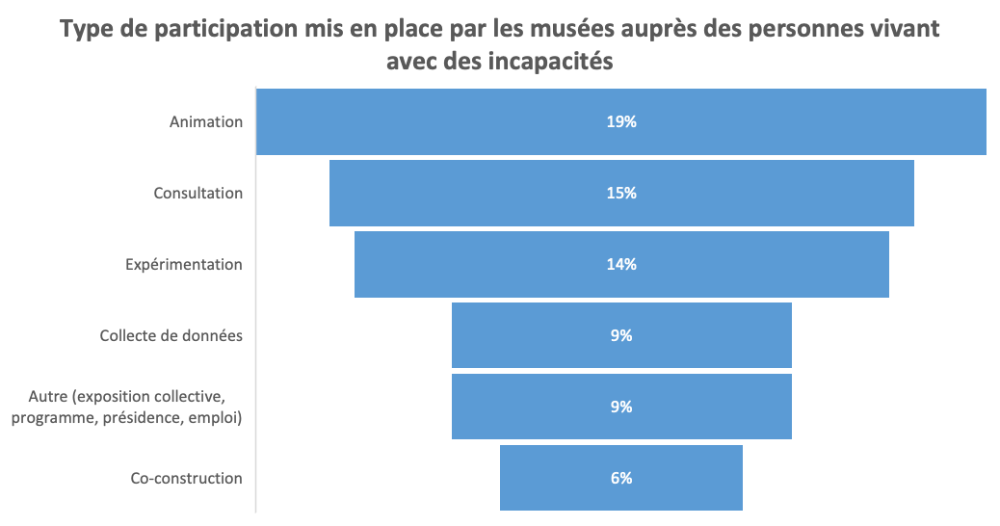 Type de participation mis en place par les musées auprès des personnes vivant
avec des incapacités
Animation
19%
Consultation
15%
Expérimentation
14%
Collecte de données
9%
Autre (exposition collective,
programme, présidence, emploi)
9%
Co-construction
6%